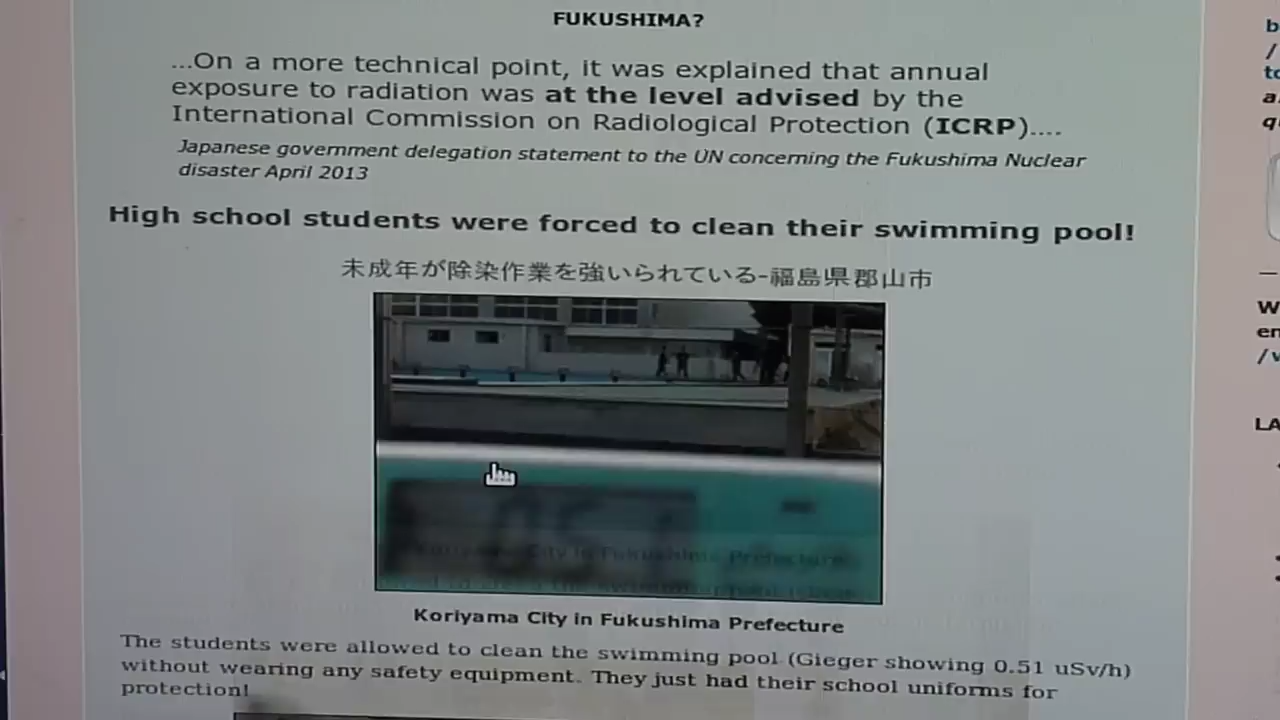 FUKUSHIMA?
...On a more technical point, it was explained that annual
exposure to radiation was at the level advised by the
International Commission on Radiological Protection (ICRP)....
Japanese government delegation statement to the UN concerning the Fukushima Nuclear
disaster April 2013
High school students were forced to clean their swimming pool!
未成年が除染作業を強いられている-福島県郡山市
Koriyama City in Fukushima Prefecture
The students were allowed to clean the swimming pool (Gieger showing 0.51 uSv/h)
without wearing any safety equipment. They just had their school uniforms for
protection!